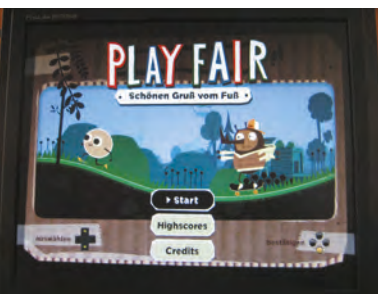 PLAY FAIR
Schönen Gruß vom Fuß
Start
Highscores
auswählen
bestätigen
Credits